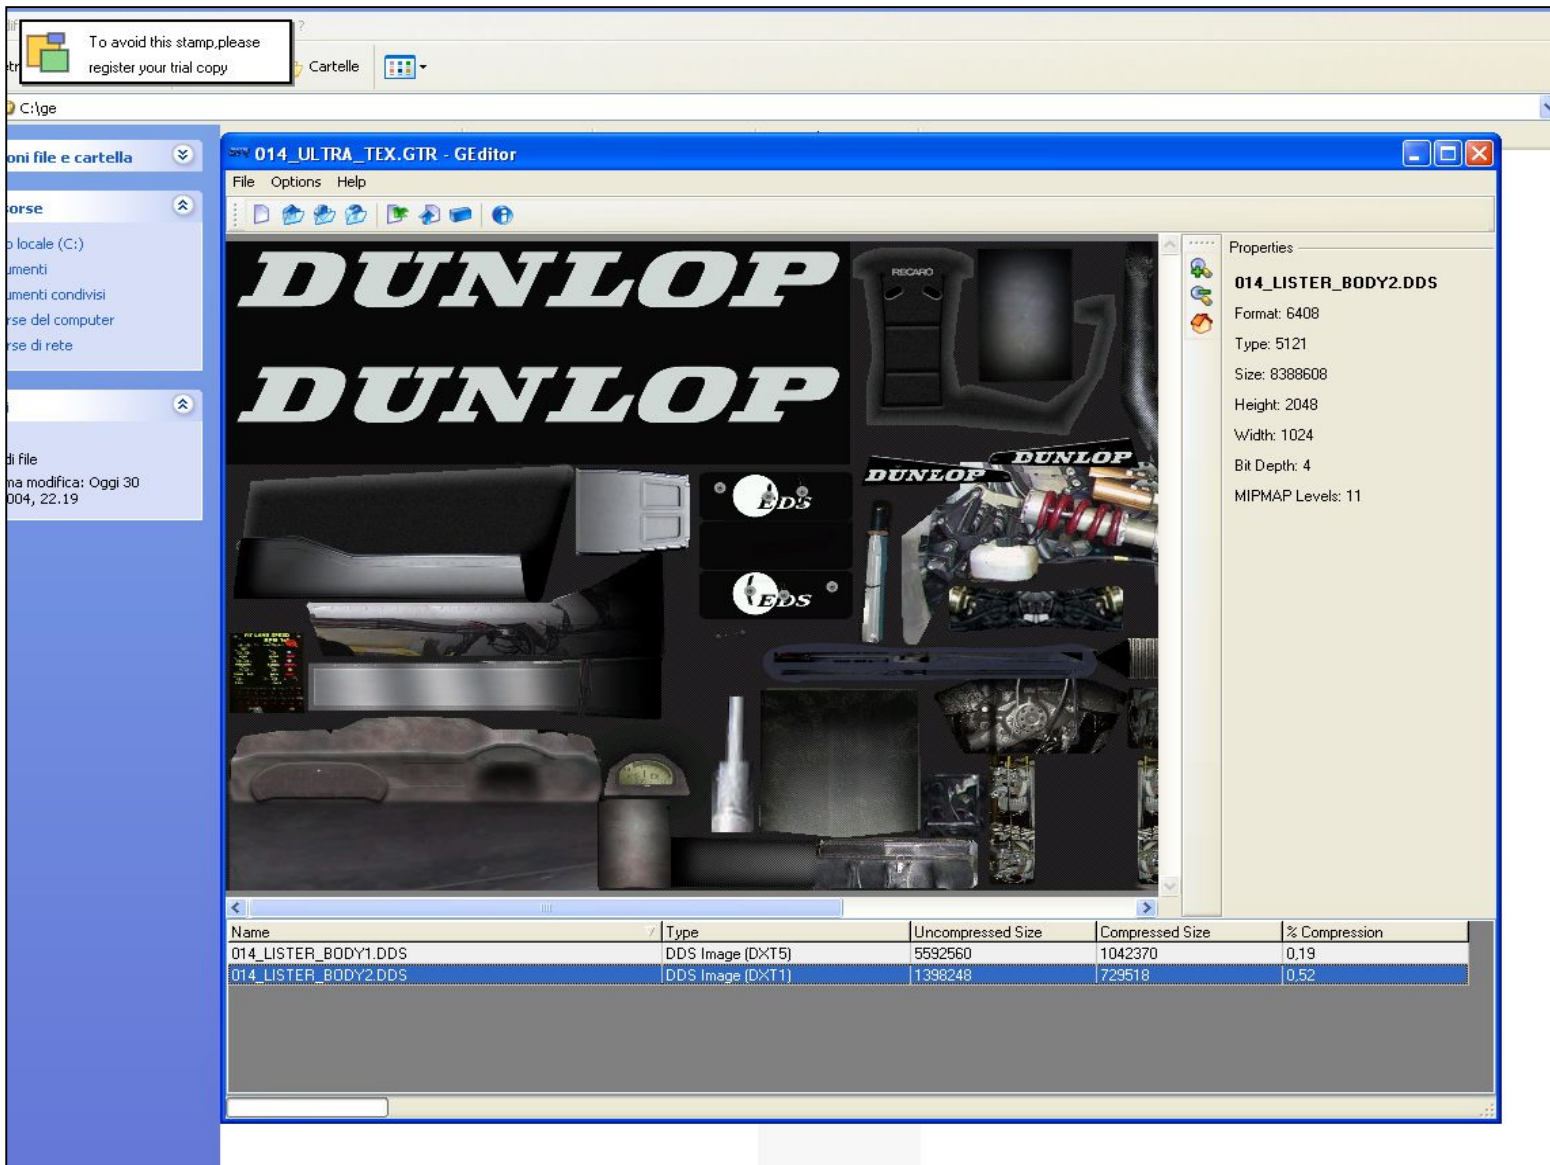 ?
To avoid this stamp,please
register your trial copy
Cartelle
C:\ge
oni file e cartella
orse
locale (C:)
umenti
umenti condivisi
rse del computer
rse di rete
di file
ma modifica: Oggi 30
004, 22.19
014_ULTRA_TEX.GTR - GEditor
File Options Help
DUNLOP
DUNLOP
RECARO
DUNLOP
DUNLOP
EDS
EDS
Properties
014_LISTER_BODY2.DDS
Format: 6408
Type: 5121
Size: 8388608
Height: 2048
Width: 1024
Bit Depth: 4
MIPMAP Levels: 11
Name Type Uncompressed Size Compressed Size % Compression
014_LISTER_BODY1.DDS DDS Image (DXT5) 5592560 1042370 0,19
014_LISTER_BODY2.DDS DDS Image (DXT1) 1398248 729518 0,52